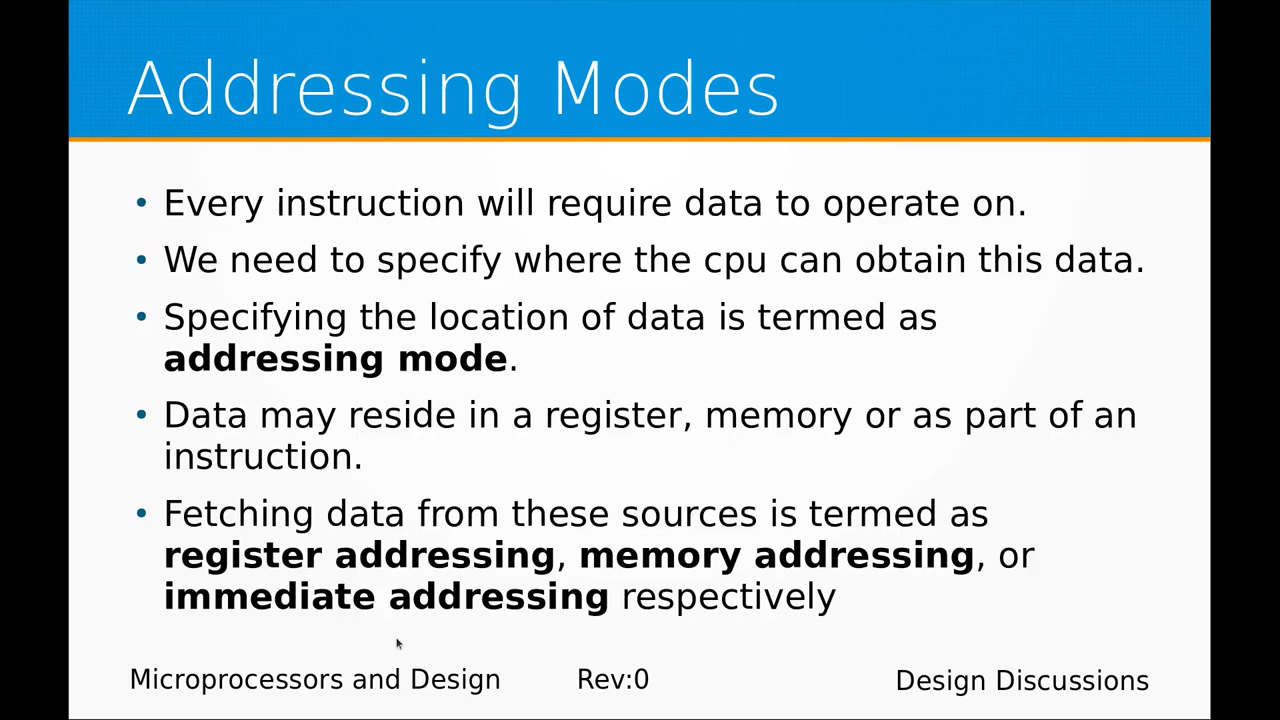 Addressing Modes
• Every instruction will require data to operate on.
• We need to specify where the cpu can obtain this data.
• Specifying the location of data is termed as
addressing mode.
• Data may reside in a register, memory or as part of an
instruction.
• Fetching data from these sources is termed as
register addressing, memory addressing, or
immediate addressing respectively
Microprocessors and Design Rev:0 Design Discussions